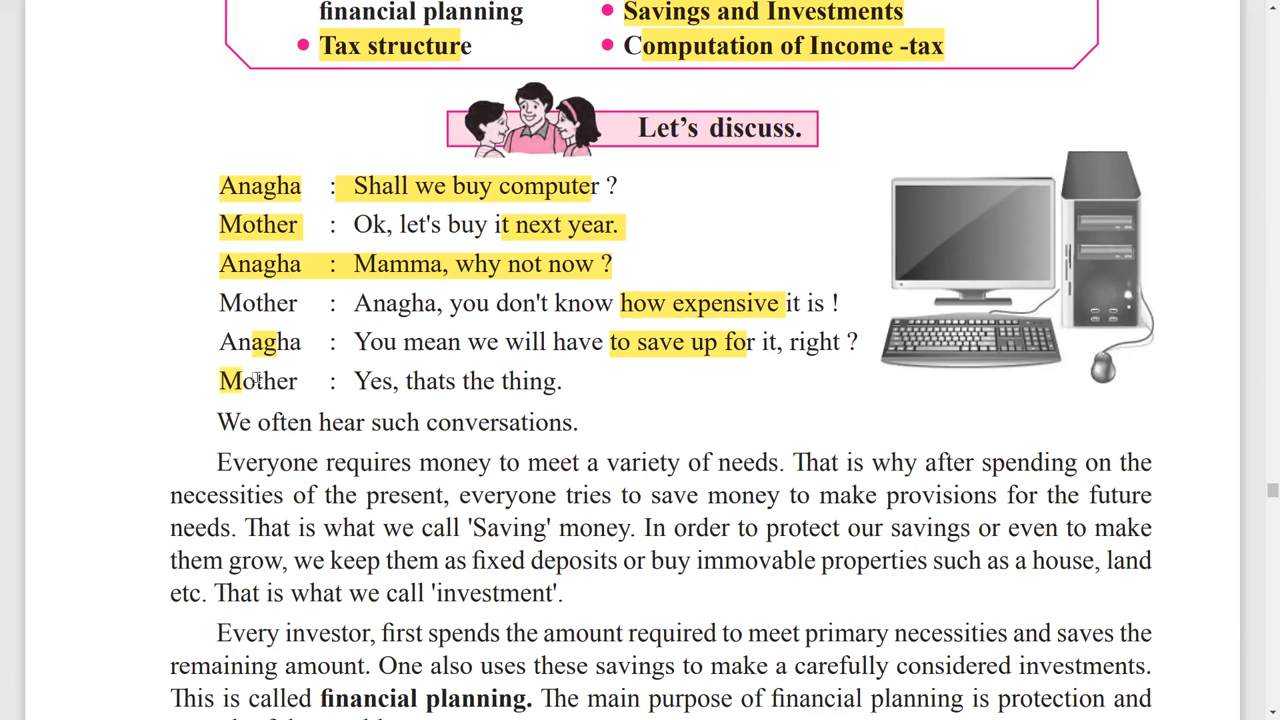 financial planning
• Savings and Investments
• Tax structure
• Computation of Income -tax
Let's discuss.
Anagha : Shall we buy computer ?
Mother : Ok, let's buy it next year.
Anagha : Mamma, why not now ?
Mother : Anagha, you don't know how expensive it is !
Anagha : You mean we will have to save up for it, right ?
Mother : Yes, thats the thing.
We often hear such conversations.
Everyone requires money to meet a variety of needs. That is why after spending on the
necessities of the present, everyone tries to save money to make provisions for the future
needs. That is what we call 'Saving' money. In order to protect our savings or even to make
them grow, we keep them as fixed deposits or buy immovable properties such as a house, land
etc. That is what we call 'investment'.
Every investor, first spends the amount required to meet primary necessities and saves the
remaining amount. One also uses these savings to make a carefully considered investments.
This is called financial planning. The main purpose of financial planning is protection and